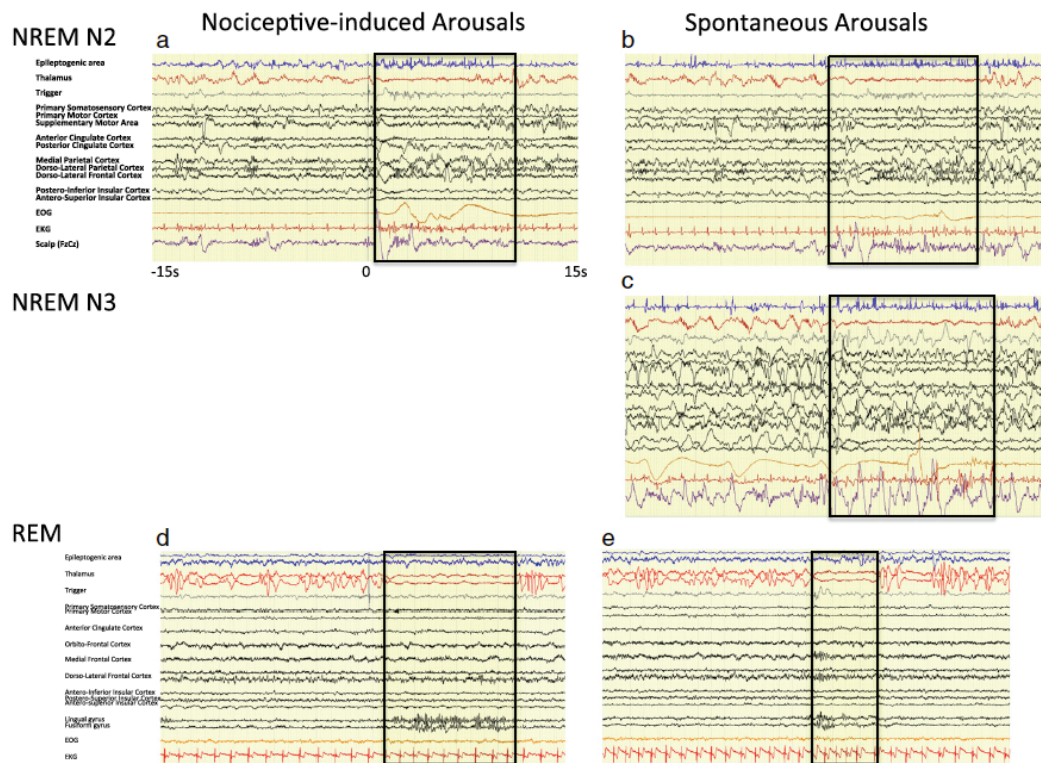 Nociceptive-induced Arousals
Spontaneous Arousals
NREM N2
a
b
Epileptogenic area
Thalamus
Trigger
Primary Somatosensory Cortex
Primary Motor Cortex
Supplementary Motor Area
Anterior Cingulate Cortex
Posterior Cingulate Cortex
Medial Parietal Cortex
Dorso-Lateral Parietal Cortex
Dorso-Lateral Frontal Cortex
Postero-Inferior Insular Cortex
Antero-Superior Insular Cortex
EOG
EKG
Scalp (FzCz)
-15s
0
15s
NREM N3
c
REM
d
e
Epileptogenic area
Thalamus
Trigger
Primary Somatosensory Cortex
Primary Motor Cortex
Anterior Cingulate Cortex
Orbito-Frontal Cortex
Medial Frontal Cortex
Dorso-Lateral Frontal Cortex
Antero-Inferior Insular Cortex
Postero-Superior Insular Cortex
Antero-superior Insular Cortex
Lingual gyrus
Fusiform gyrus
EOG
EKG